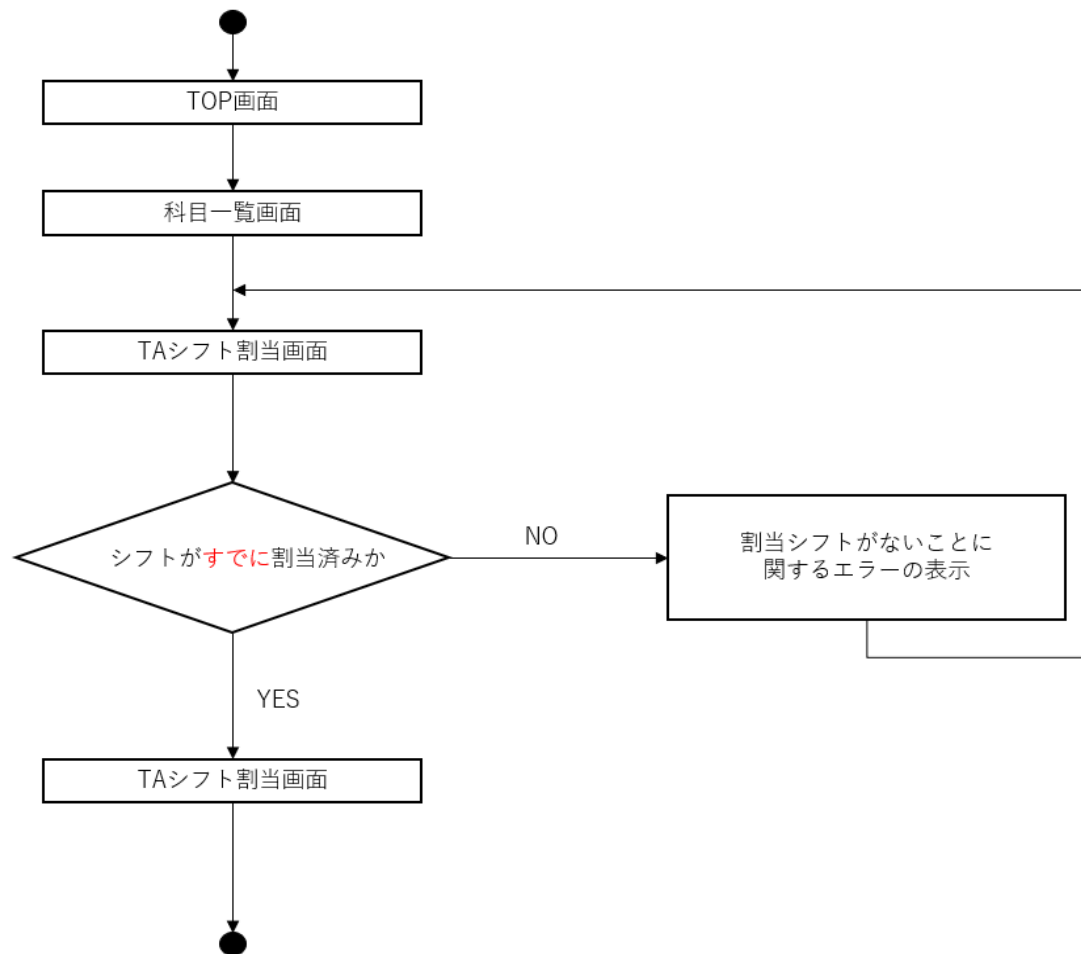 TOP画面
科目一覧画面
TAシフト割当画面
シフトがすでに割当済みか
NO
割当シフトがないことに
関するエラーの表示
YES
TAシフト割当画面